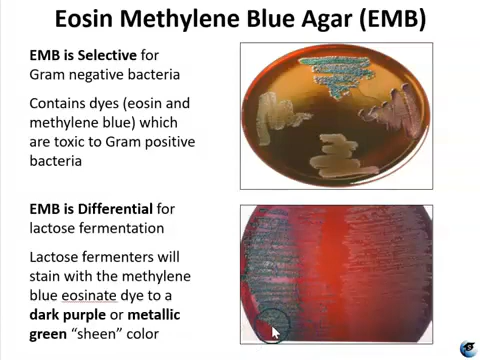 Eosin Methylene Blue Agar (EMB)
EMB is Selective for
Gram negative bacteria
Contains dyes (eosin and
methylene blue) which
are toxic to Gram positive
bacteria
EMB is Differential for
lactose fermentation
Lactose fermenters will
stain with the methylene
blue eosinate dye to a
dark purple or metallic
green “sheen” color